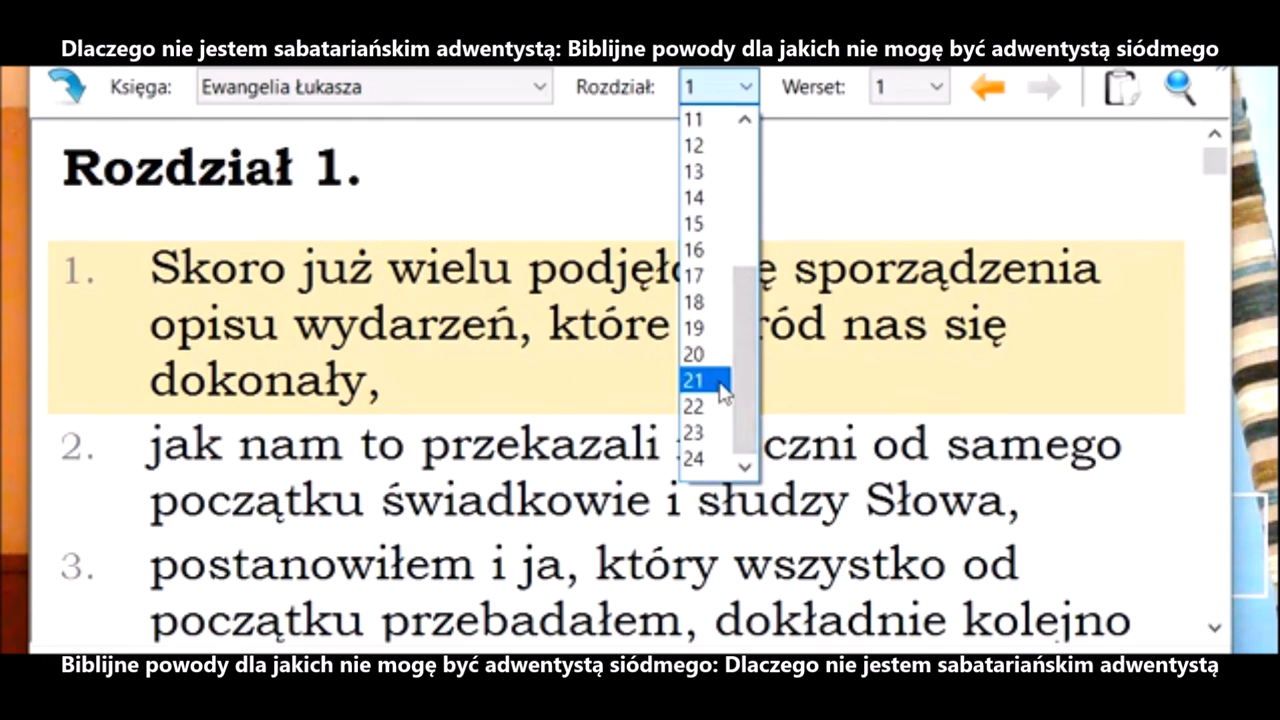 Dlaczego nie jestem sabatariańskim adwentystą: Biblijne powody dla jakich nie mogę być adwentystą siódmego
Księga: Ewangelia Łukasza Rozdział: 1 Werset: 1
11
12
13
14
15
16
17
18
19
20
21
22
23
24
Rozdział 1.
1. Skoro już wielu sporządzenia
opisu wydarzeń, które nas się
dokonały,
2. jak nam to przekazali od samego
początku świadkowie i słudzy Słowa,
3. postanowiłem i ja, który wszystko od
początku przebadałem, dokładnie kolejno
Biblijne powody dla jakich nie mogę być adwentystą siódmego: Dlaczego nie jestem sabatariańskim adwentystą